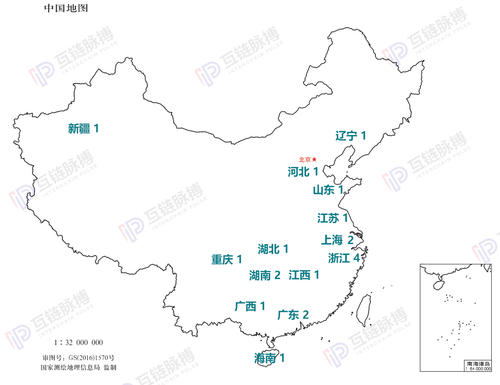 中国地图
互链脉搏
新疆 1
辽宁 1
北京★
河北 1
山东 1
江苏 1
上海 2
浙江 4
湖北 1
重庆 1
湖南 2
江西 1
广西 1
广东 2
海南 1
1：32 000 000
审图号：GS(2016)1570号
国家测绘地理信息局 监制
南海诸岛
1：64 000 000